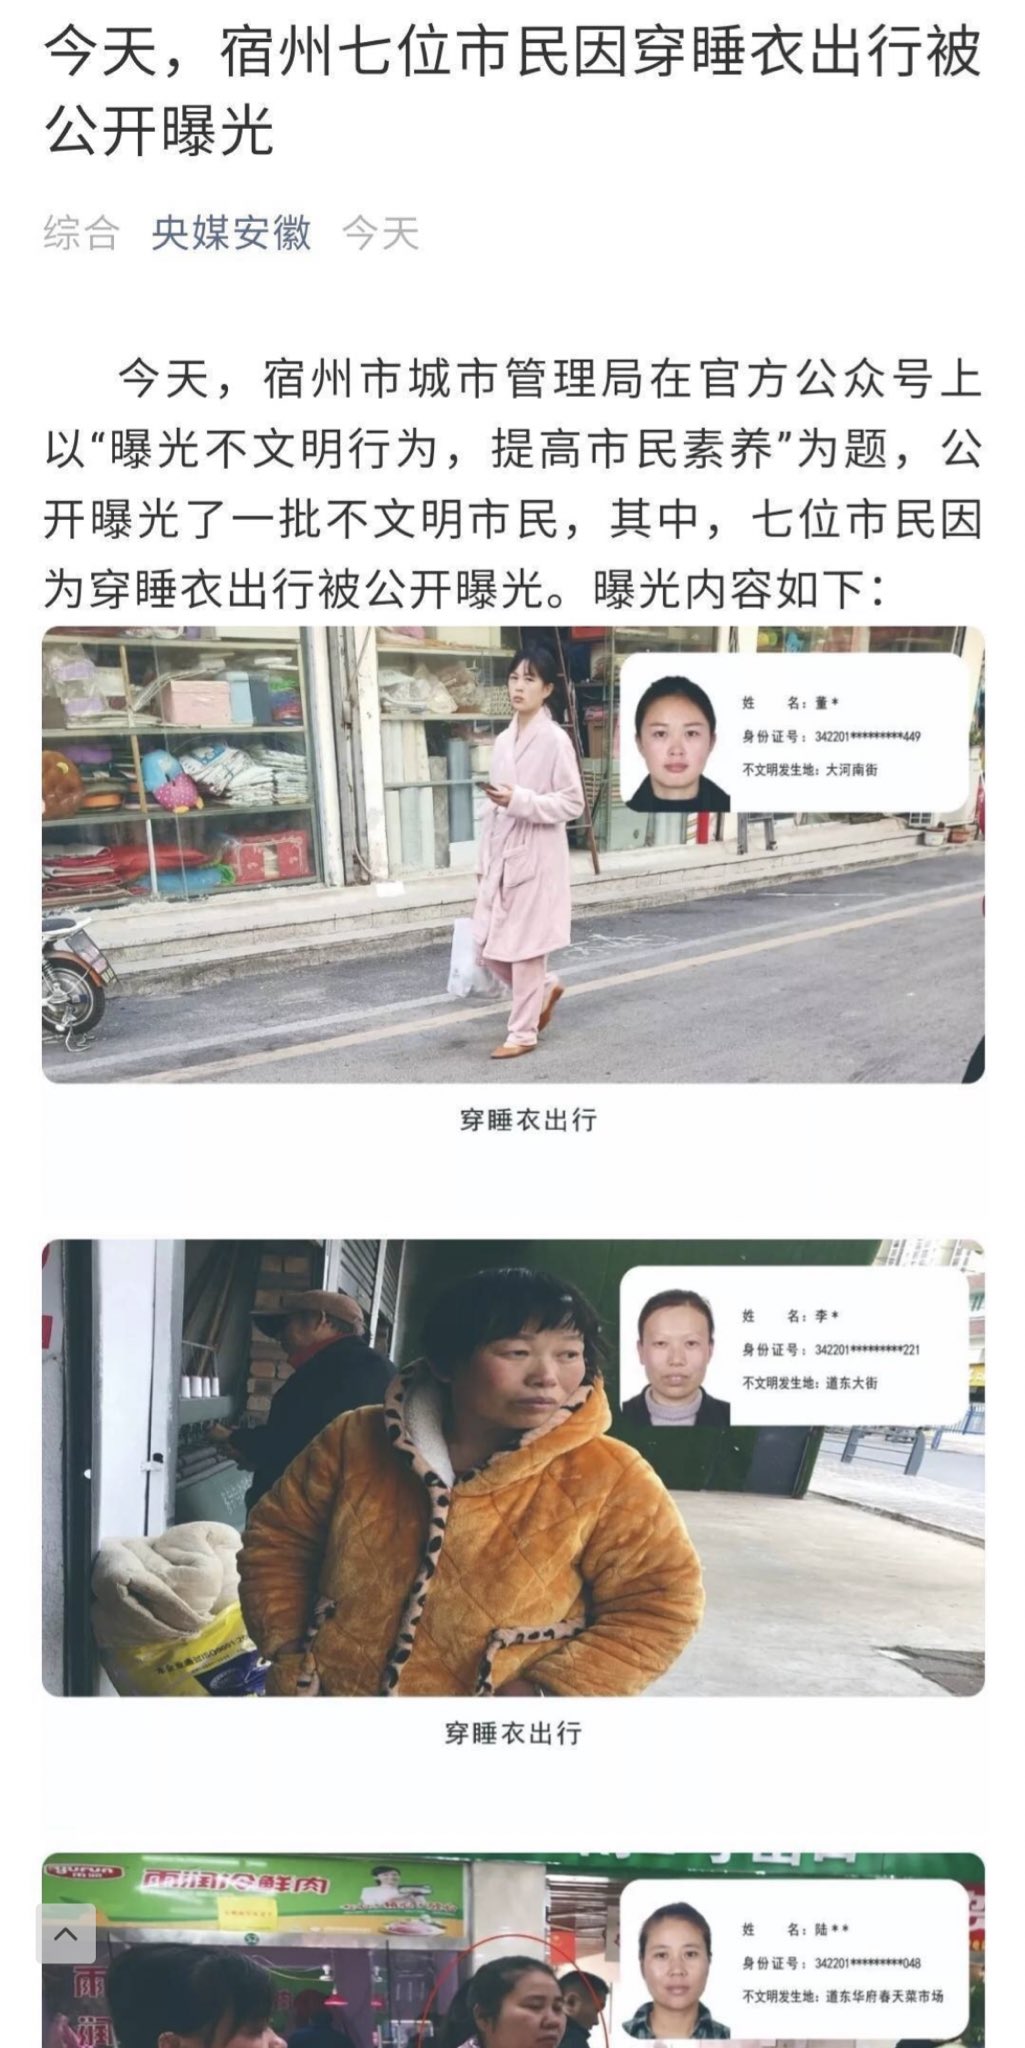 今天，宿州七位市民因穿睡衣出行被
公开曝光
综合 央媒安徽 今天
今天，宿州市城市管理局在官方公众号上
以“曝光不文明行为，提高市民素养”为题，公
开曝光了一批不文明市民，其中，七位市民因
为穿睡衣出行被公开曝光。曝光内容如下：
姓 名：董*
身份证号：342201*********449
不文明发生地：大河南街
穿睡衣出行
姓 名：李*
身份证号：342201*********221
不文明发生地：道东大街
穿睡衣出行
yurun
雨润冷鲜肉
姓 名：陆**
身份证号：342201*********048
不文明发生地：道东华府春天菜市场
雨
润